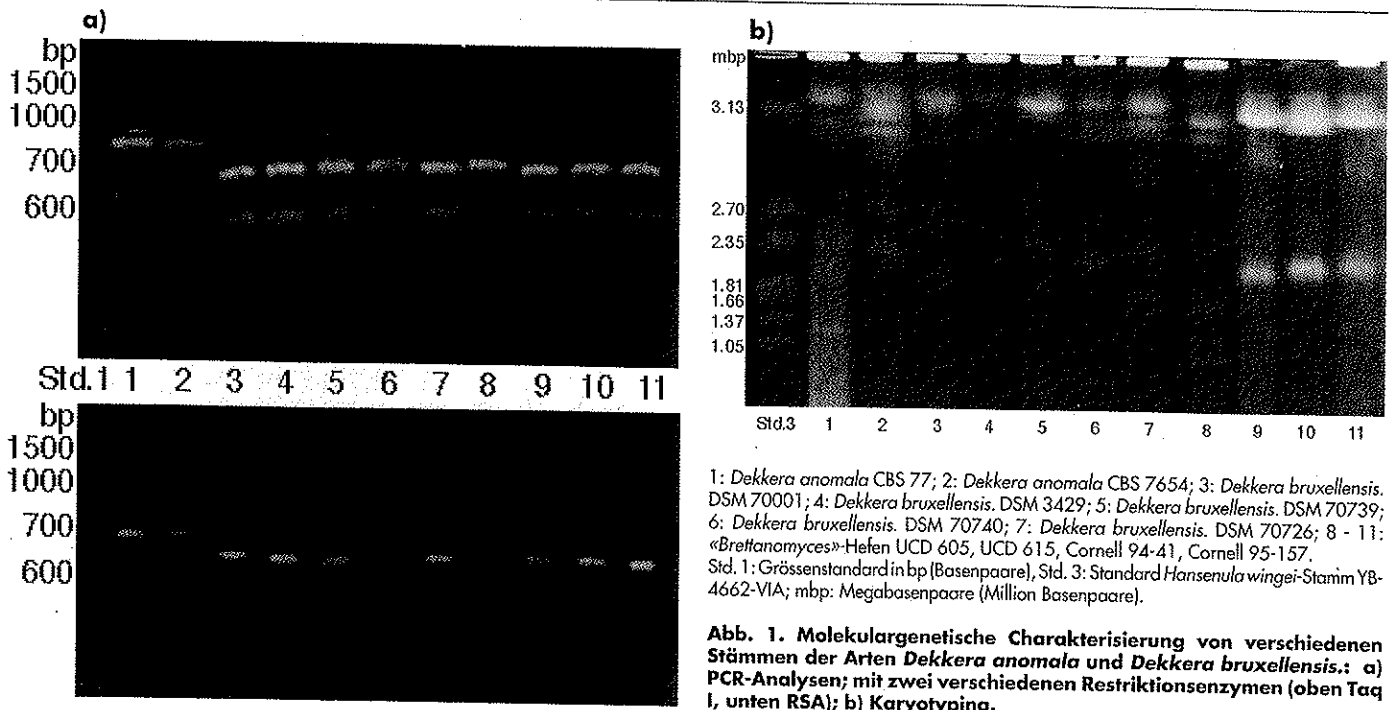 a)
bp
1500
1000
700
600
Std.1 1 2 3 4 5 6 7 8 9 10 11
bp
1500
1000
700
600
b)
mbp
3.13
2.70
2.35
1.81
1.66
1.37
1.05
Std.3 1 2 3 4 5 6 7 8 9 10 11
1: Dekkera anomala CBS 77; 2: Dekkera anomala CBS 7654; 3: Dekkera bruxellensis.
DSM 70001; 4: Dekkera bruxellensis. DSM 3429; 5: Dekkera bruxellensis. DSM 70739;
6: Dekkera bruxellensis. DSM 70740; 7: Dekkera bruxellensis. DSM 70726; 8 - 11:
«Brettanomyces»-Hefen UCD 605, UCD 615, Cornell 94-41, Cornell 95-157.
Std. 1: Grössenstandard in bp (Basenpaare), Std. 3: Standard Hansenula wingei-Stamm YB-
4662-VIA; mbp: Megabasenpaare (Million Basenpaare).
Abb. 1. Molekulargenetische Charakterisierung von verschiedenen
Stämmen der Arten Dekkera anomala und Dekkera bruxellensis.: a)
PCR-Analysen; mit zwei verschiedenen Restriktionsenzymen (oben Taq
I, unten RSA); b) Karyotyping.